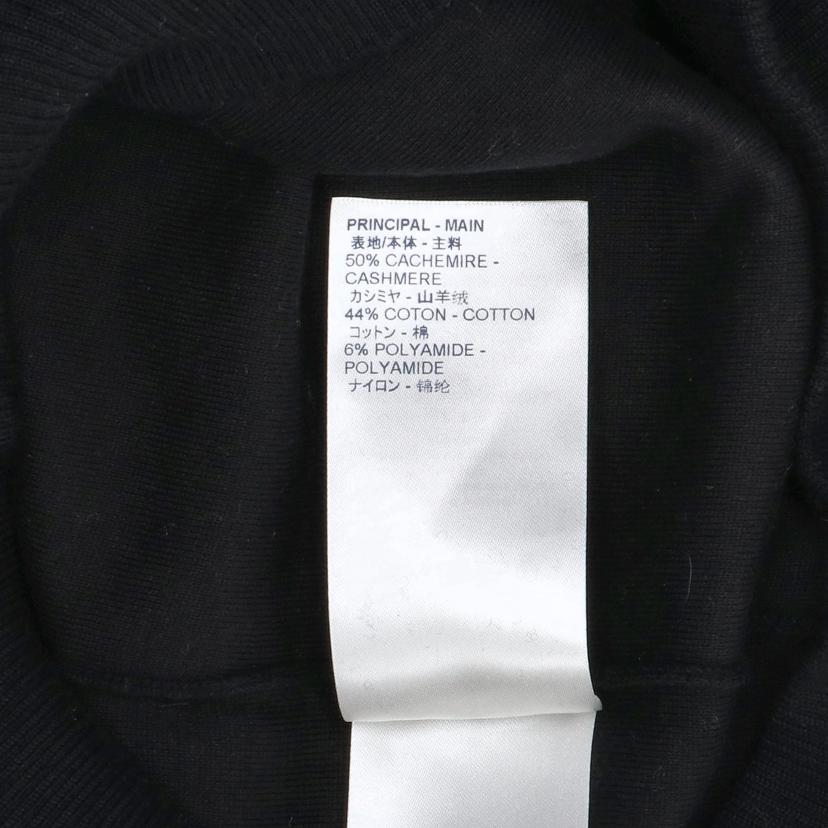 PRINCIPAL - MAIN
表地/本体 - 主料
50% CACHEMIRE -
CASHMERE
カシミヤ - 山羊绒
44% COTON - COTTON
コットン - 棉
6% POLYAMIDE -
POLYAMIDE
ナイロン - 锦纶